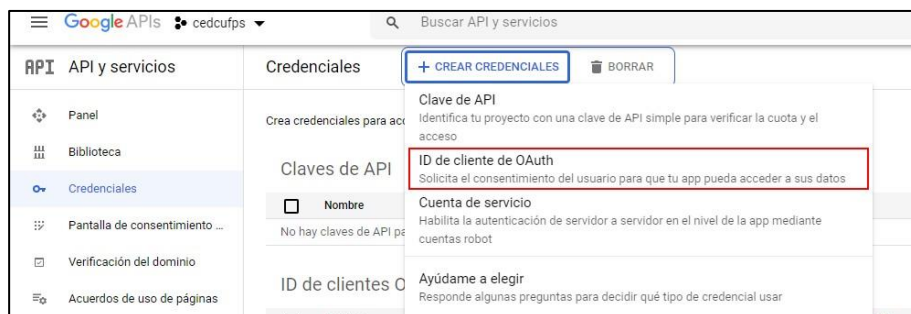 Google APIs cedcufps
Buscar API y servicios
API API y servicios
Credenciales
+ CREAR CREDENCIALES
BORRAR
Panel
Biblioteca
Credenciales
Pantalla de consentimiento ...
Verificación del dominio
Acuerdos de uso de páginas
Crea credenciales para acc
Claves de API
Nombre
No hay claves de API pa
ID de clientes O
Clave de API
Identifica tu proyecto con una clave de API simple para verificar la cuota y el
acceso
ID de cliente de OAuth
Solicita el consentimiento del usuario para que tu app pueda acceder a sus datos
Cuenta de servicio
Habilita la autenticación de servidor a servidor en el nivel de la app mediante
cuentas robot
Ayúdame a elegir
Responde algunas preguntas para decidir qué tipo de credencial usar